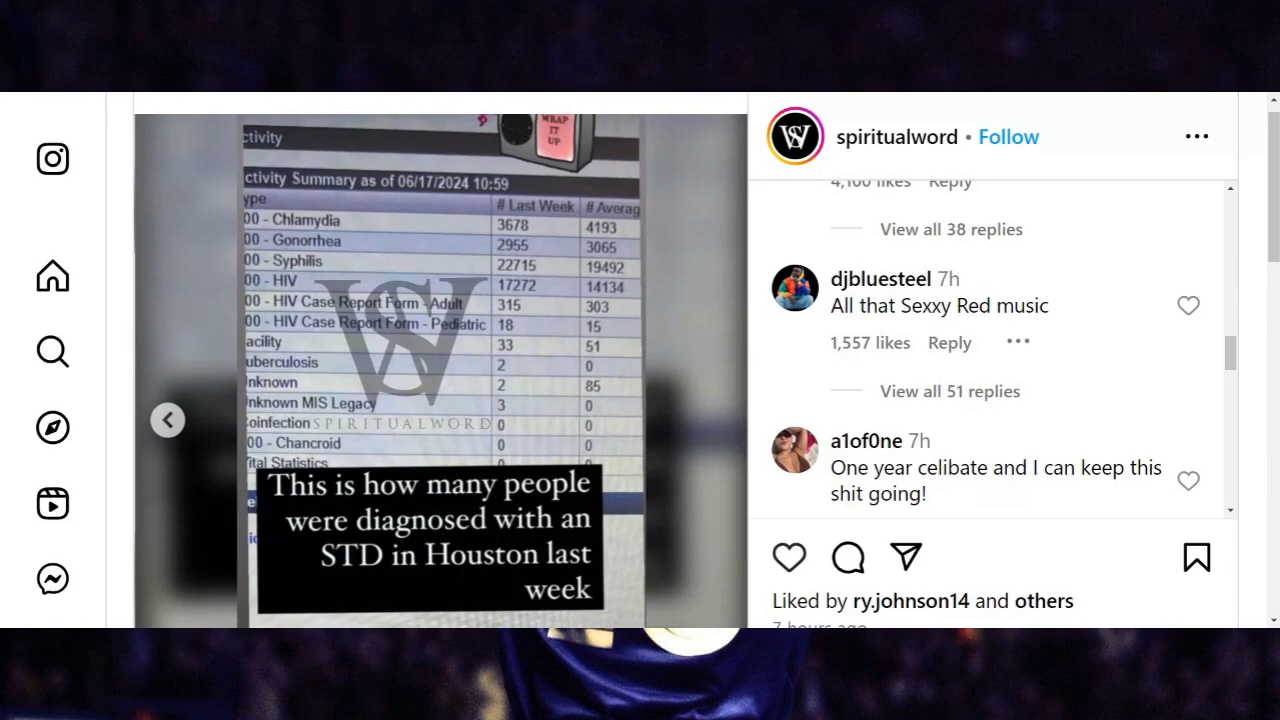 WRAP
IT
UP
ctivity
ctivity Summary as of 06/17/2024 10:59
ype # Last Week # Averag
00 - Chlamydia 3678 4193
00 - Gonorrhea 2955 3065
00 - Syphilis 22715 19492
00 - HIV 17272 14134
00 - HIV Case Report Form - Adult 315 303
00 - HIV Case Report Form - Pediatric 18 15
acility 33 51
uberculosis 2 0
nknown 2 85
nknown MIS Legacy 3 0
Coinfection 0 0
SPIRITUALWORD
00 - Chancroid 0 0
ital Statistics
This is how many people
were diagnosed with an
STD in Houston last
week
spiritualword • Follow
4,100 likes Reply
View all 38 replies
djbluesteel 7h
All that Sexxy Red music
1,557 likes Reply
View all 51 replies
a1of0ne 7h
One year celibate and I can keep this
shit going!
Liked by ry.johnson14 and others
7 hours ago